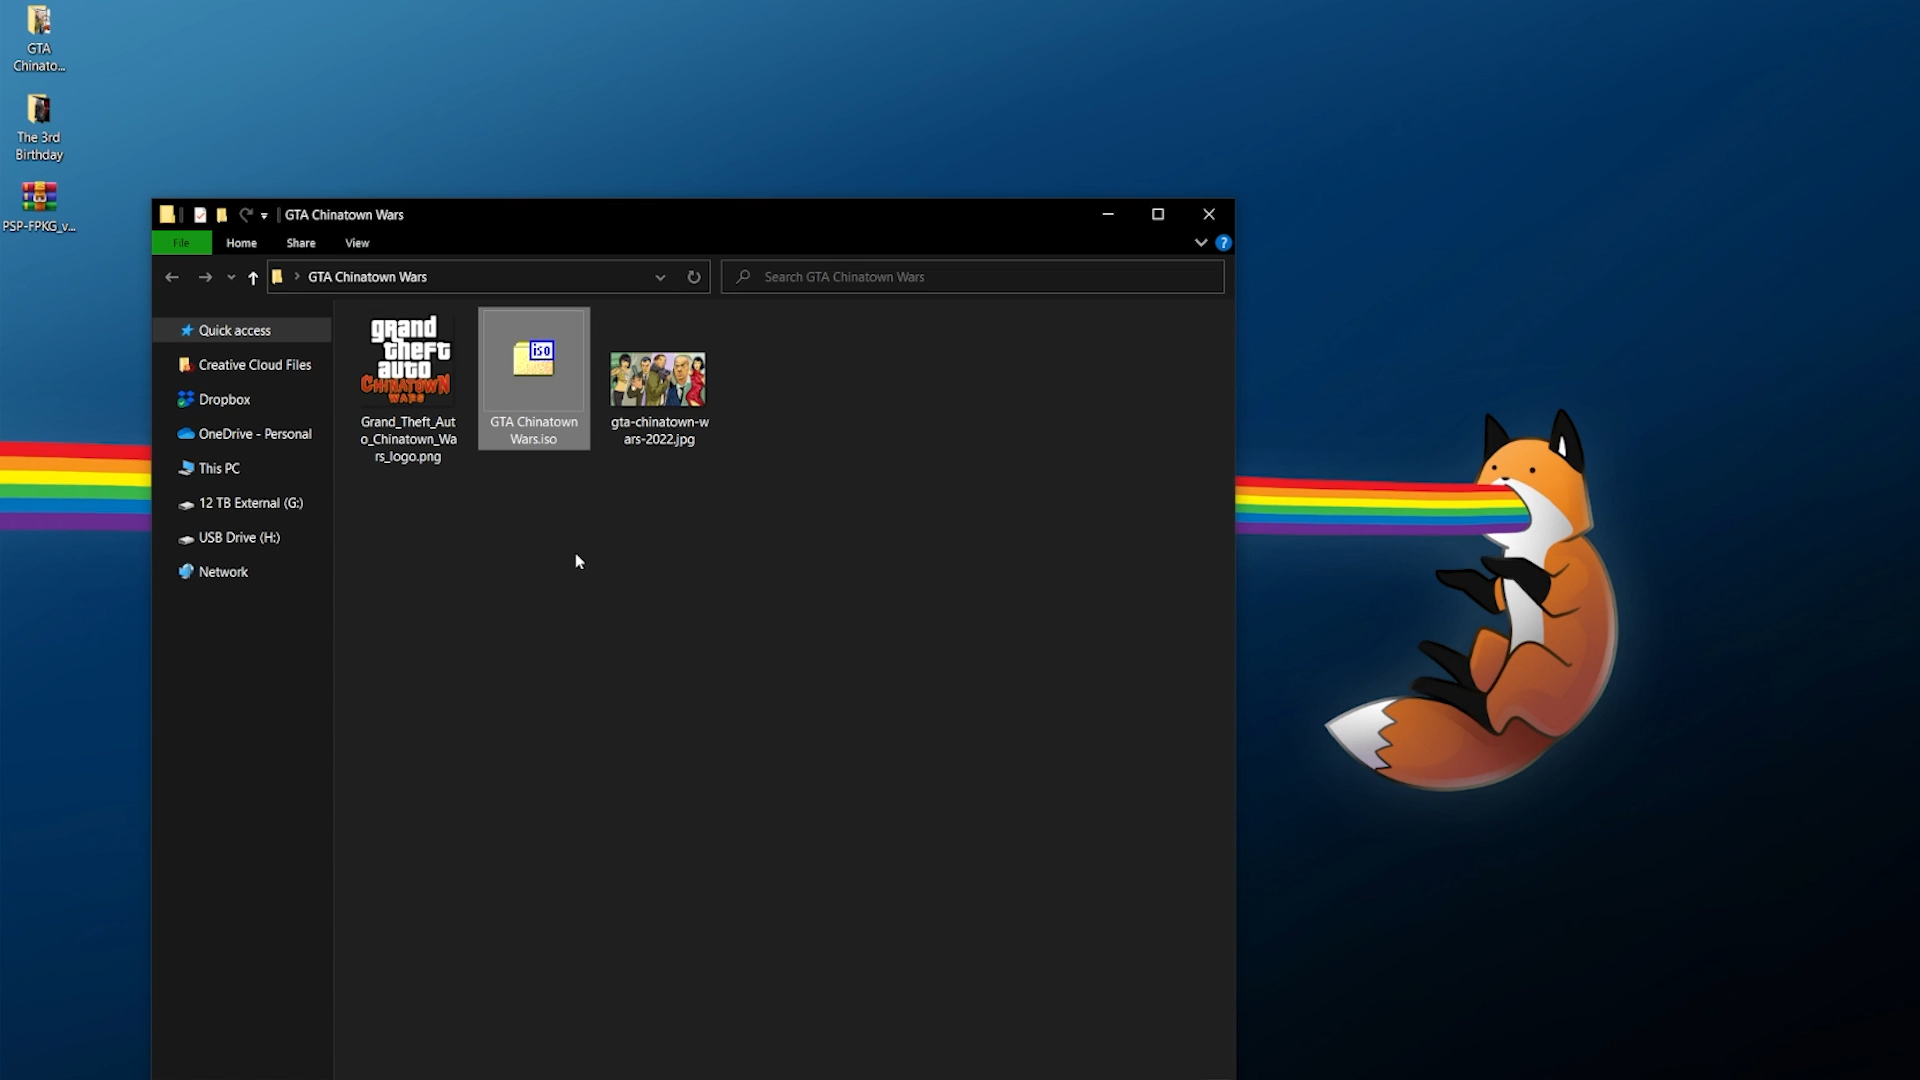 GTA
Chinato...
The 3rd
Birthday
PSP-FPKG_v...
GTA Chinatown Wars
File
Home
Share
View
?
GTA Chinatown Wars
Search GTA Chinatown Wars
Quick access
Creative Cloud Files
Dropbox
OneDrive - Personal
This PC
12 TB External (G:)
USB Drive (H:)
Network
grand
theft
auto
CHINATOWN
WARS
Grand_Theft_Aut
o_Chinatown_Wa
rs_logo.png
ISO
GTA Chinatown
Wars.iso
gta-chinatown-w
ars-2022.jpg